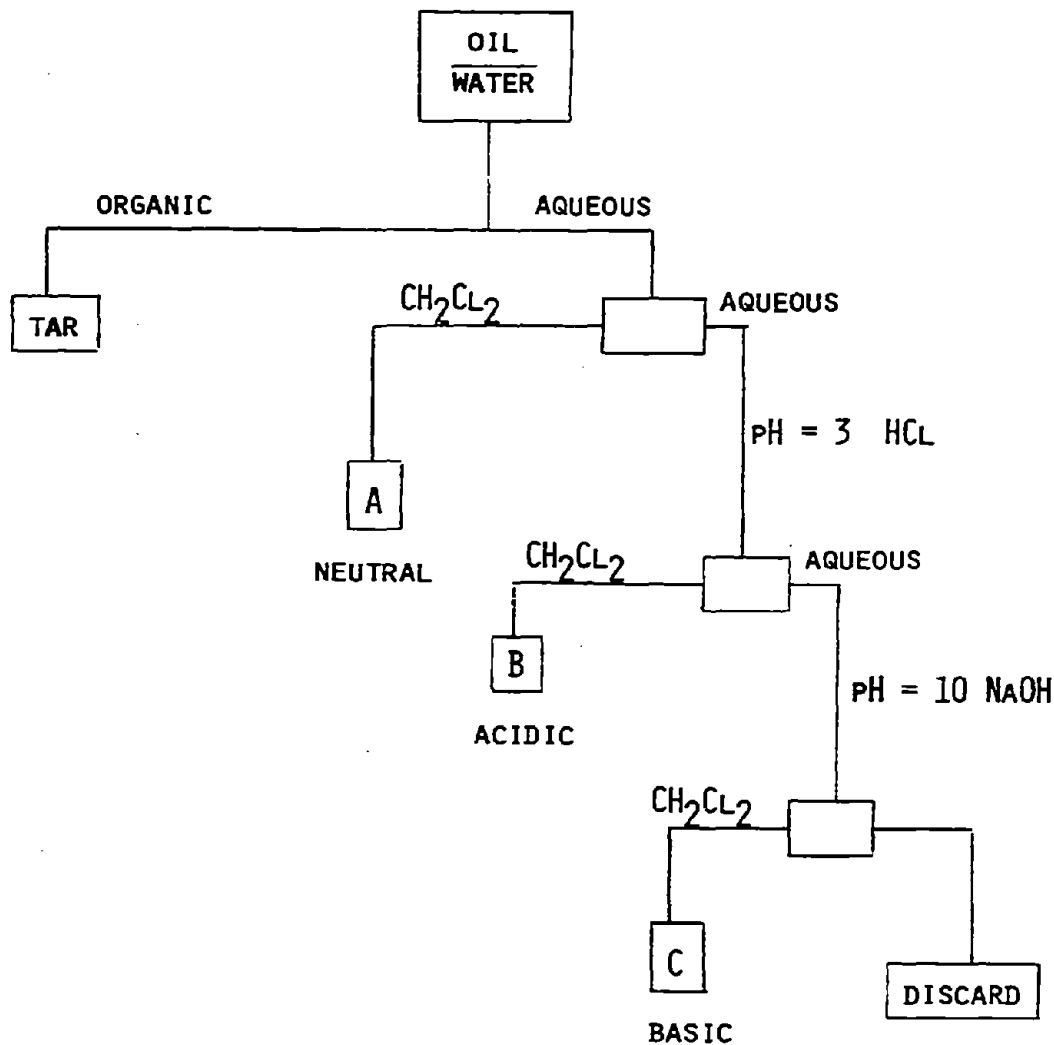 OIL
WATER
ORGANIC
AQUEOUS
TAR
CH2CL2
AQUEOUS
PH = 3 HCL
A
NEUTRAL
CH2CL2
AQUEOUS
B
ACIDIC
PH = 10 NAOH
CH2CL2
C
BASIC
DISCARD